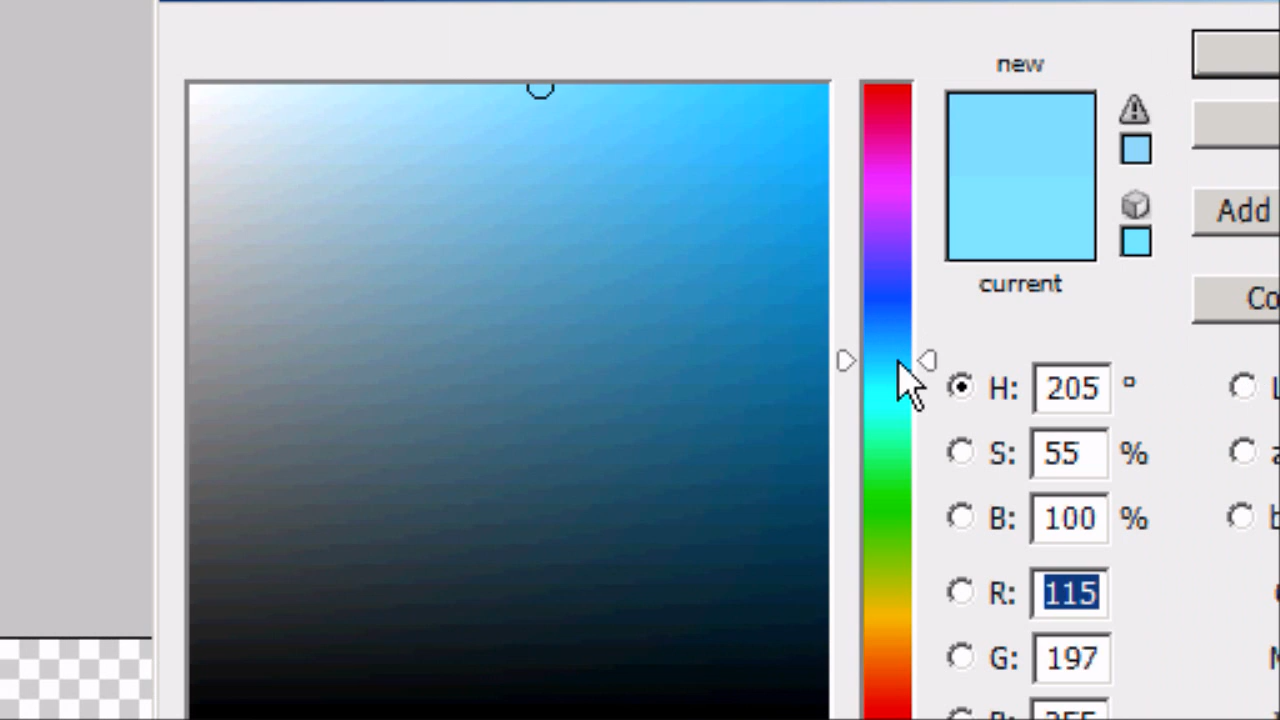 new
Add
current
Co
H: 205 °
S: 55 %
B: 100 %
R: 115
G: 197